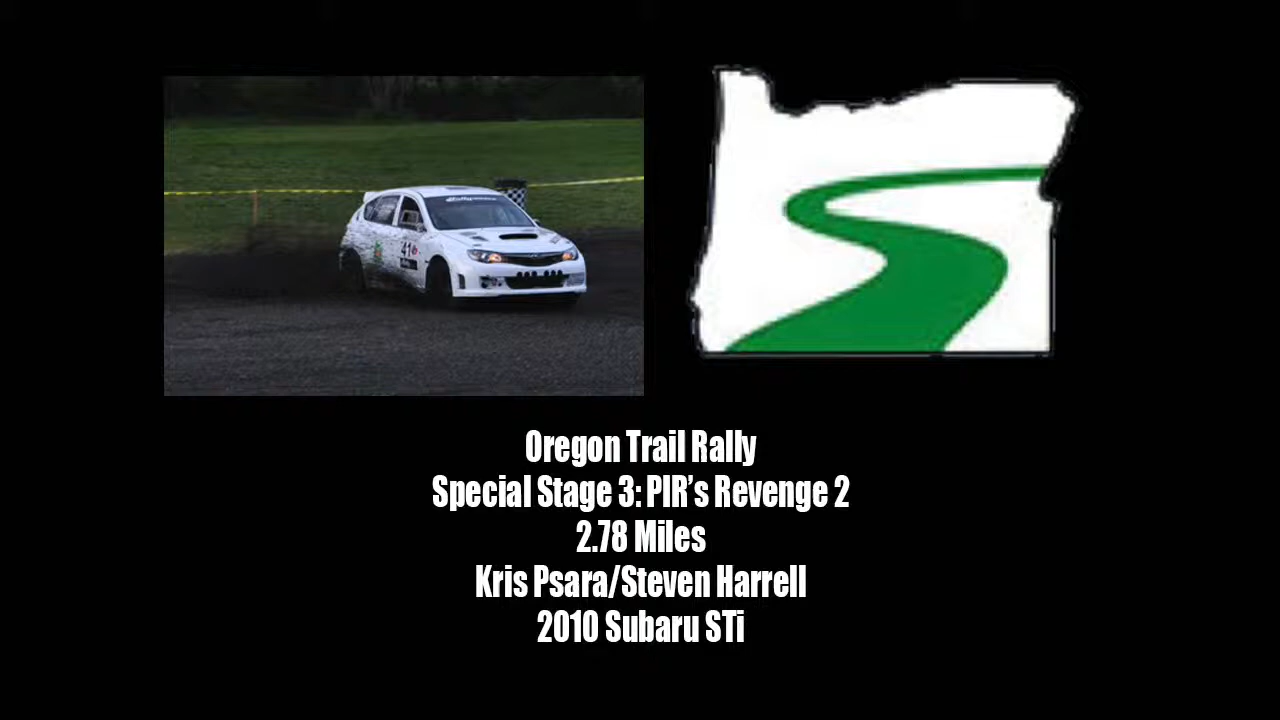 41
Oregon Trail Rally
Special Stage 3: PIR's Revenge 2
2.78 Miles
Kris Psara/Steven Harrell
2010 Subaru STi